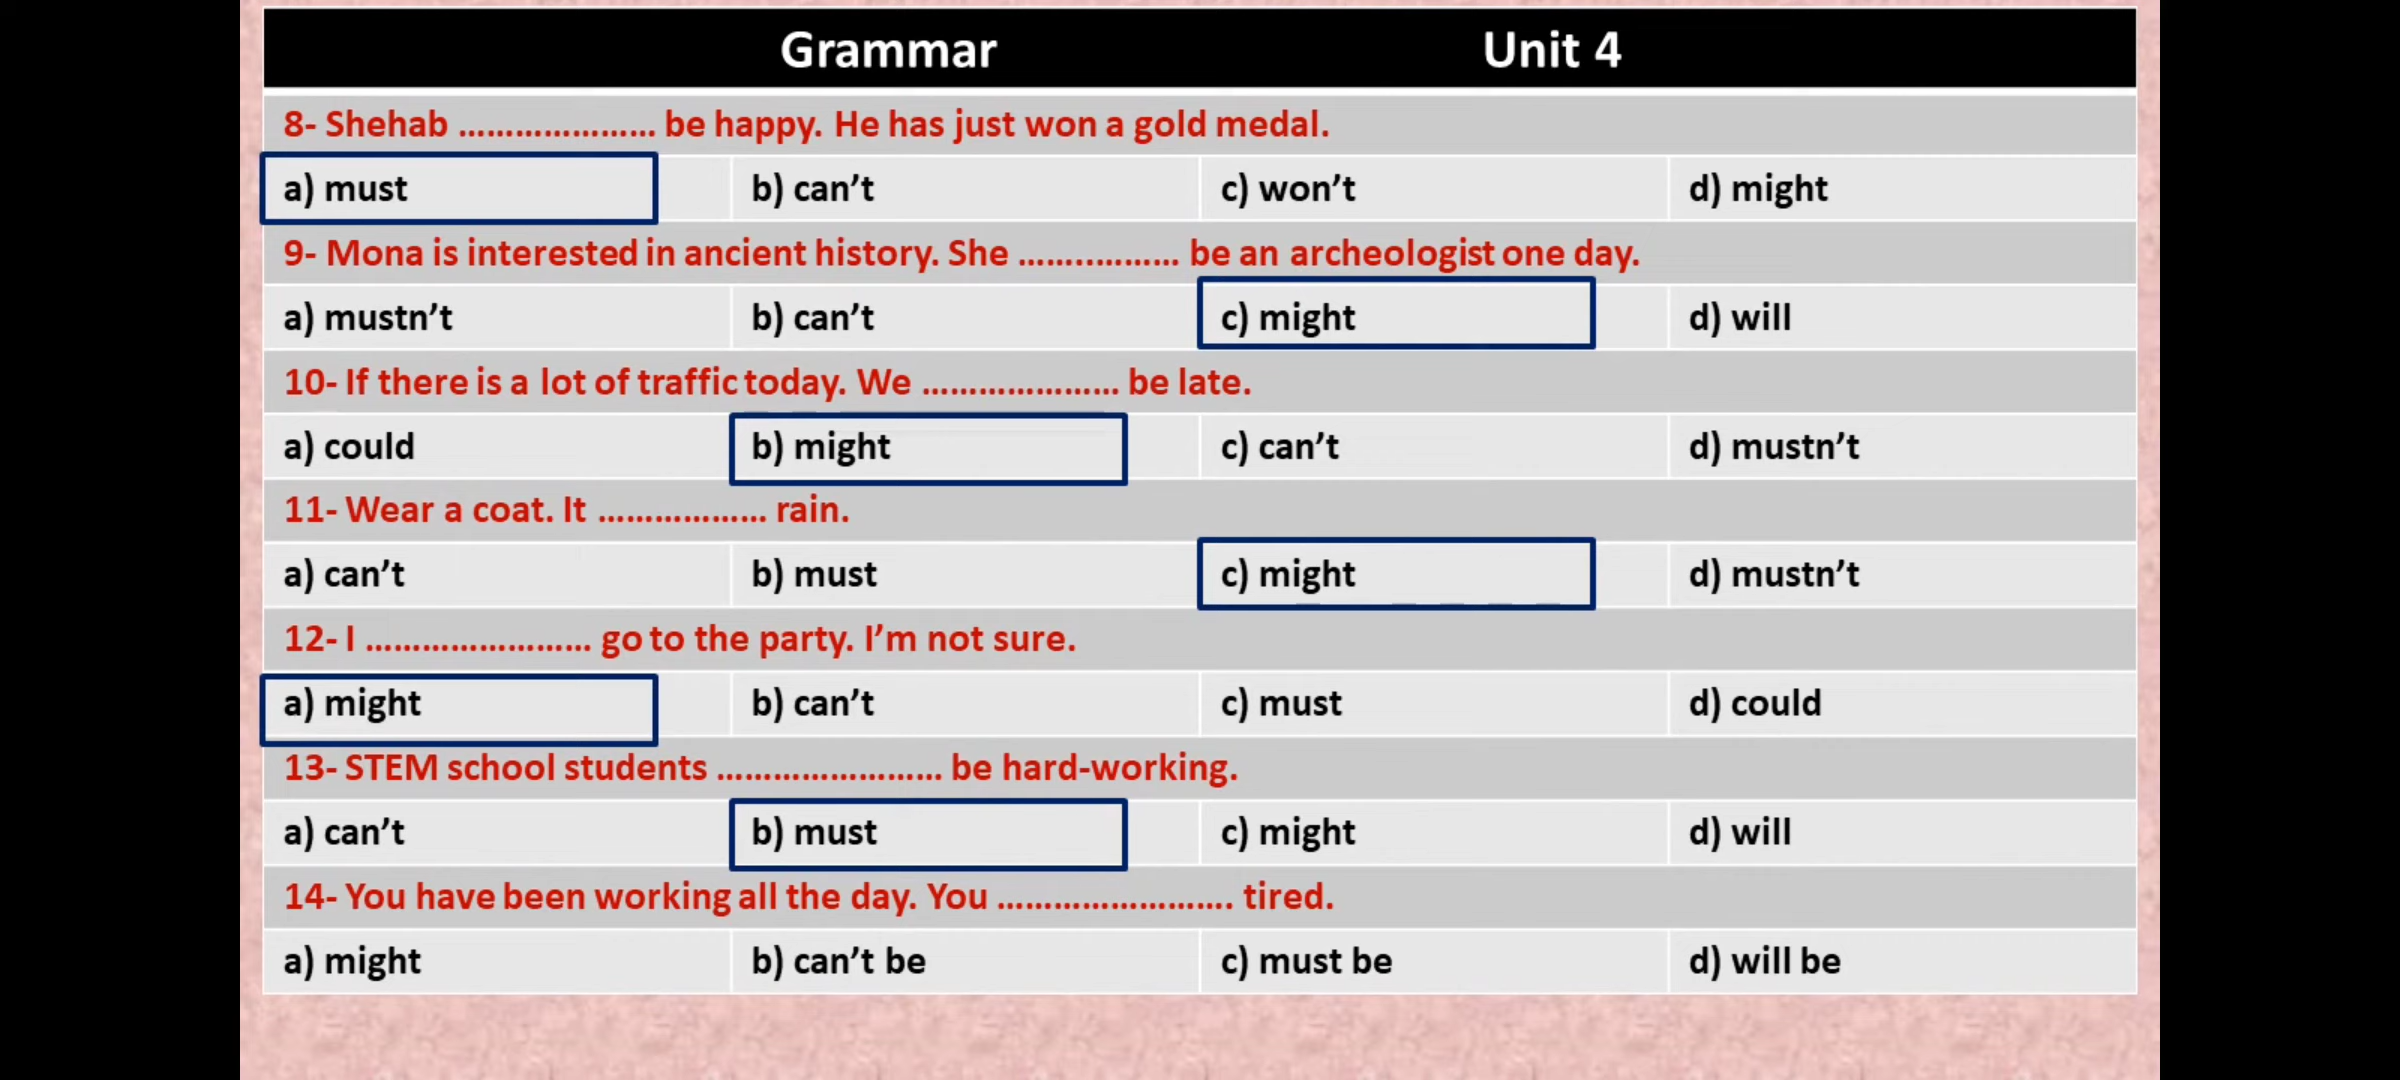 Grammar Unit 4
8- Shehab ………………… be happy. He has just won a gold medal.
a) must b) can’t c) won’t d) might
9- Mona is interested in ancient history. She ……..……… be an archeologist one day.
a) mustn’t b) can’t c) might d) will
10- If there is a lot of traffic today. We ………………… be late.
a) could b) might c) can’t d) mustn’t
11- Wear a coat. It ……………… rain.
a) can’t b) must c) might d) mustn’t
12- I …………………… go to the party. I’m not sure.
a) might b) can’t c) must d) could
13- STEM school students …………………… be hard-working.
a) can’t b) must c) might d) will
14- You have been working all the day. You ……………………. tired.
a) might b) can’t be c) must be d) will be